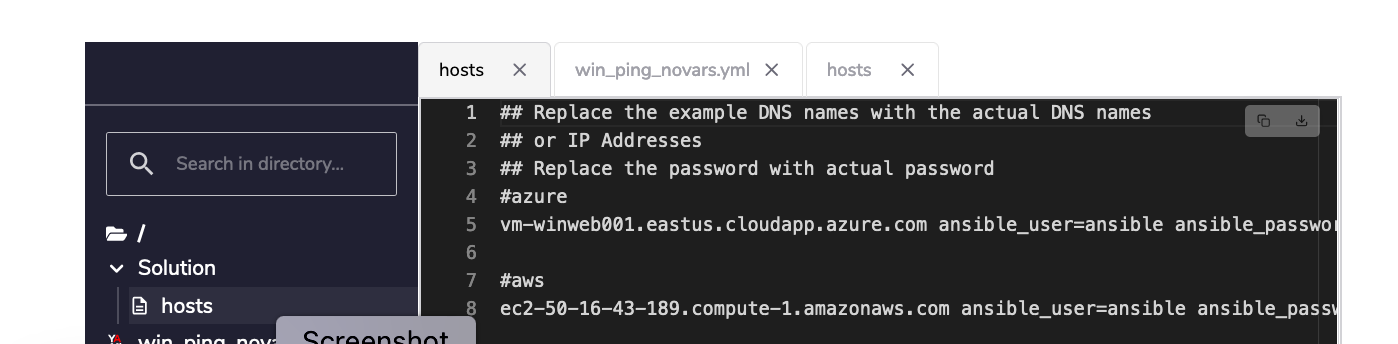 hosts
win_ping_novars.yml
hosts
1 ## Replace the example DNS names with the actual DNS names
2 ## or IP Addresses
3 ## Replace the password with actual password
4 #azure
5 vm-winweb001.eastus.cloudapp.azure.com ansible_user=ansible ansible_passwor
6
7 #aws
8 ec2-50-16-43-189.compute-1.amazonaws.com ansible_user=ansible ansible_passw
Search in directory...
/
Solution
hosts
win_ping_nova
Screenshot